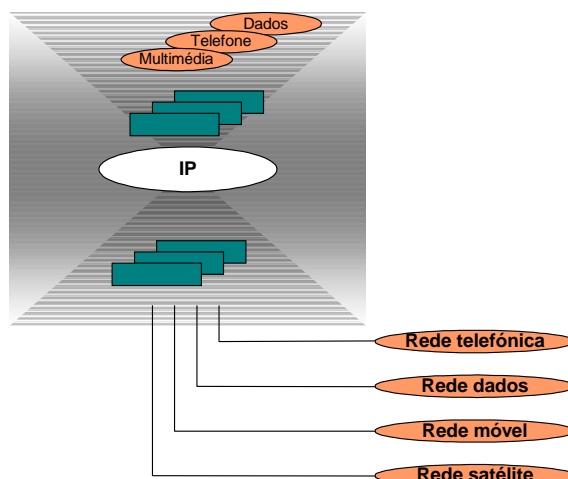 Dados
Telefone
Multimédia
IP
Rede telefónica
Rede dados
Rede móvel
Rede satélite